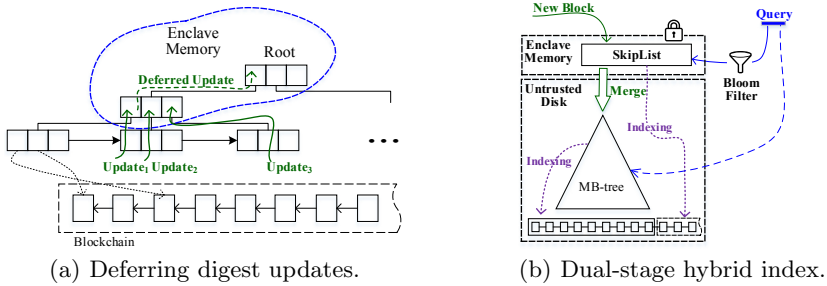 Enclave
Memory
Root
Deferred Update
Update₁ Update₂
Update₃
Blockchain
(a) Deferring digest updates.
New Block
Query
Enclave
Memory
SkipList
Bloom
Filter
Untrusted
Disk
Merge
Indexing
Indexing
MB-tree
(b) Dual-stage hybrid index.